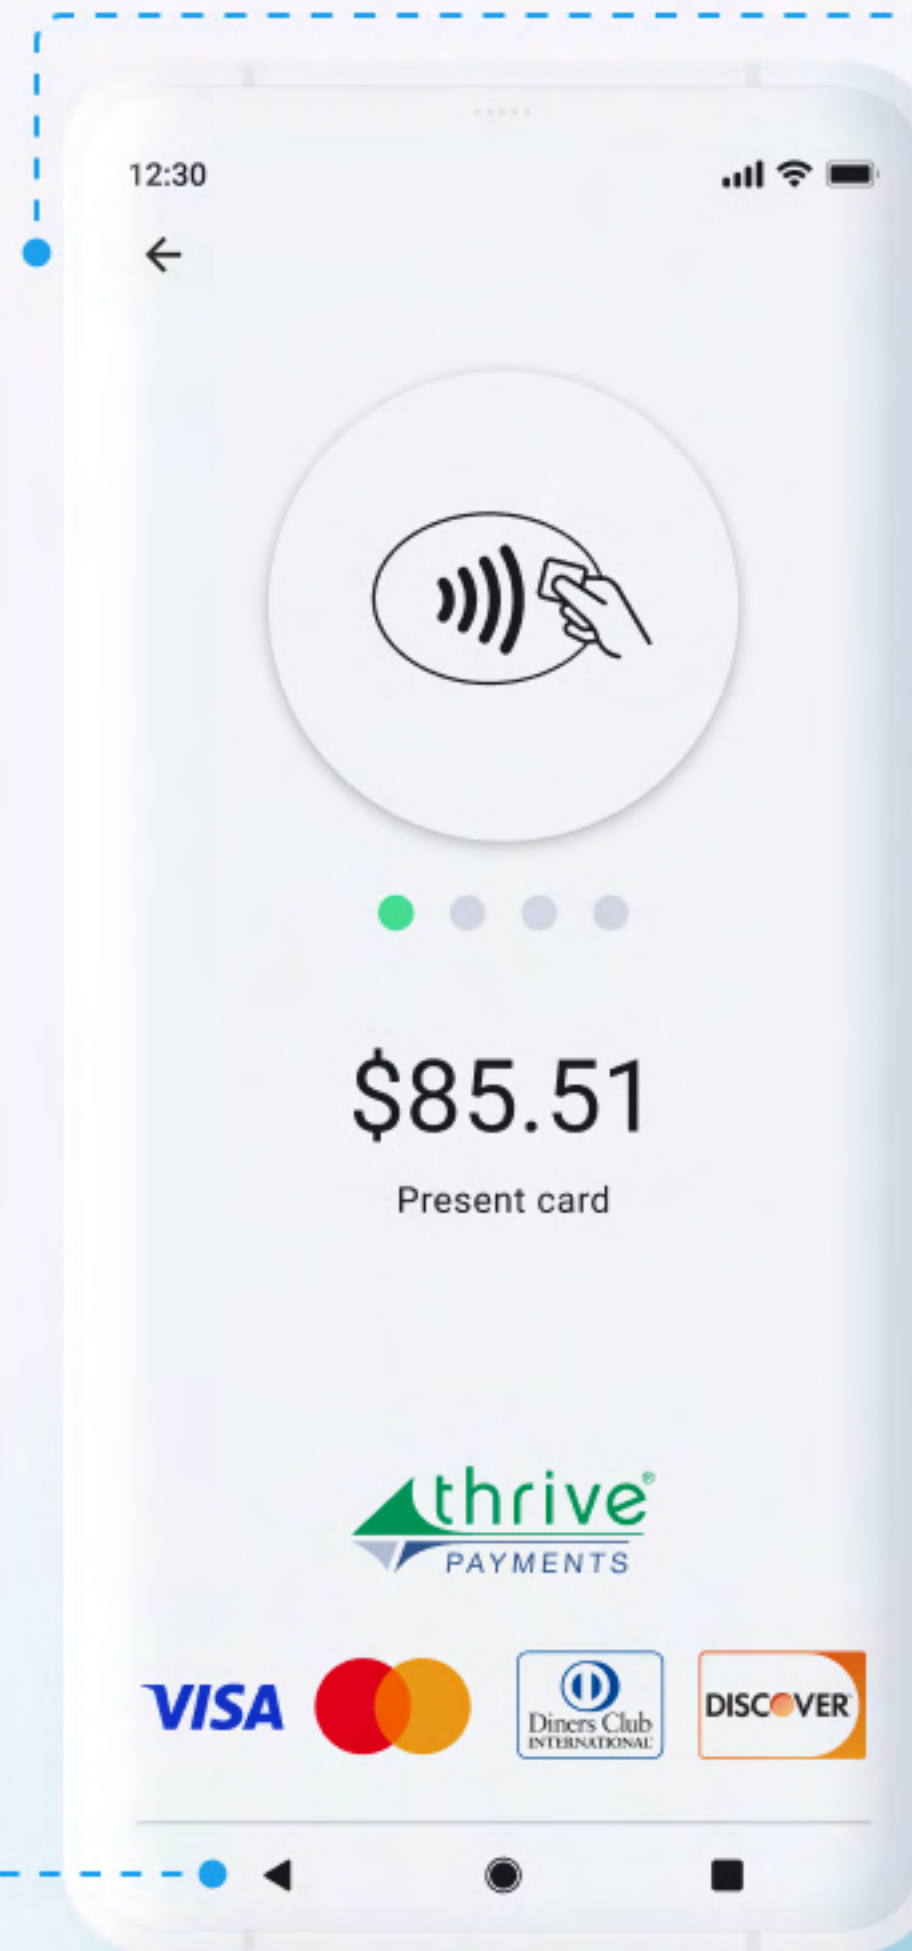 12:30
$85.51
Present card
thrive®
PAYMENTS
VISA
Diners Club
INTERNATIONAL
DISCOVER